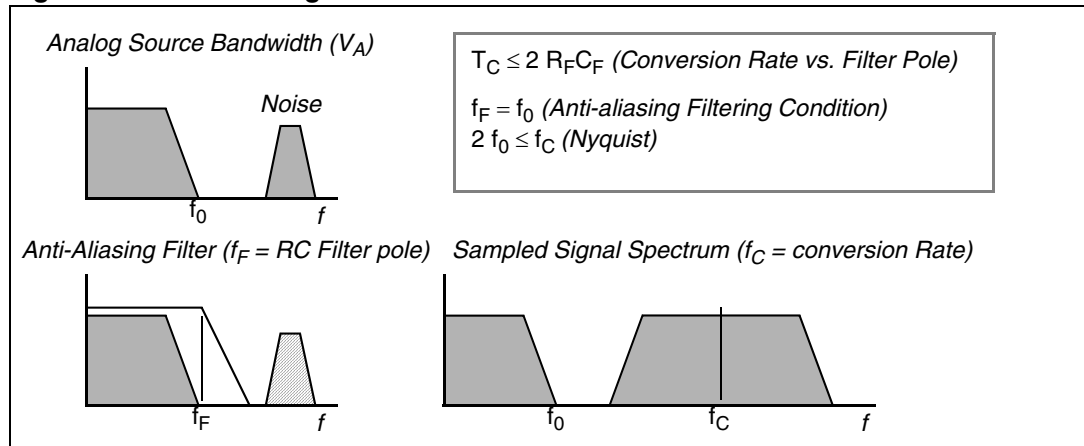 Analog Source Bandwidth (VA)
Noise
f0
f
TC ≤ 2 RFCF (Conversion Rate vs. Filter Pole)
fF = f0 (Anti-aliasing Filtering Condition)
2 f0 ≤ fC (Nyquist)
Anti-Aliasing Filter (fF = RC Filter pole)
fF
f
Sampled Signal Spectrum (fC = conversion Rate)
f0
fC
f